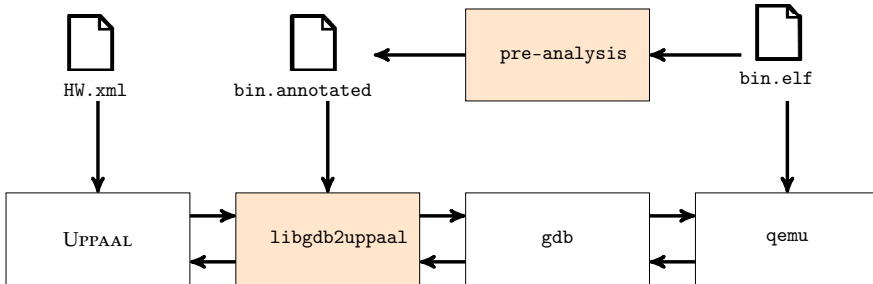 pre-analysis
HW.xml
bin.annotated
bin.elf
UPPAAL
libgdb2uppaal
gdb
qemu